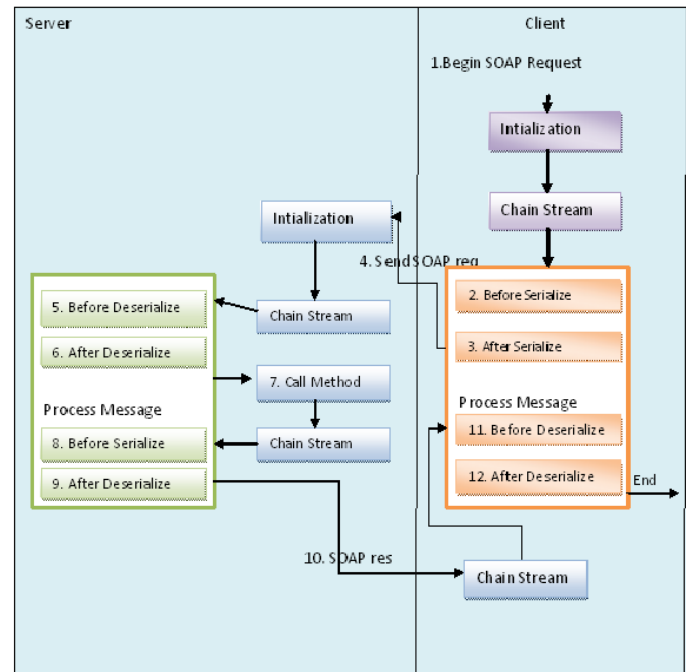 Server
Client
1.Begin SOAP Request
Intialization
Chain Stream
Intialization
4. Send SOAP req
2. Before Serialize
5. Before Deserialize
Chain Stream
3. After Serialize
6. After Deserialize
7. Call Method
Process Message
Process Message
11. Before Deserialize
8. Before Serialize
Chain Stream
12. After Deserialize
End
9. After Deserialize
10. SOAP res
Chain Stream